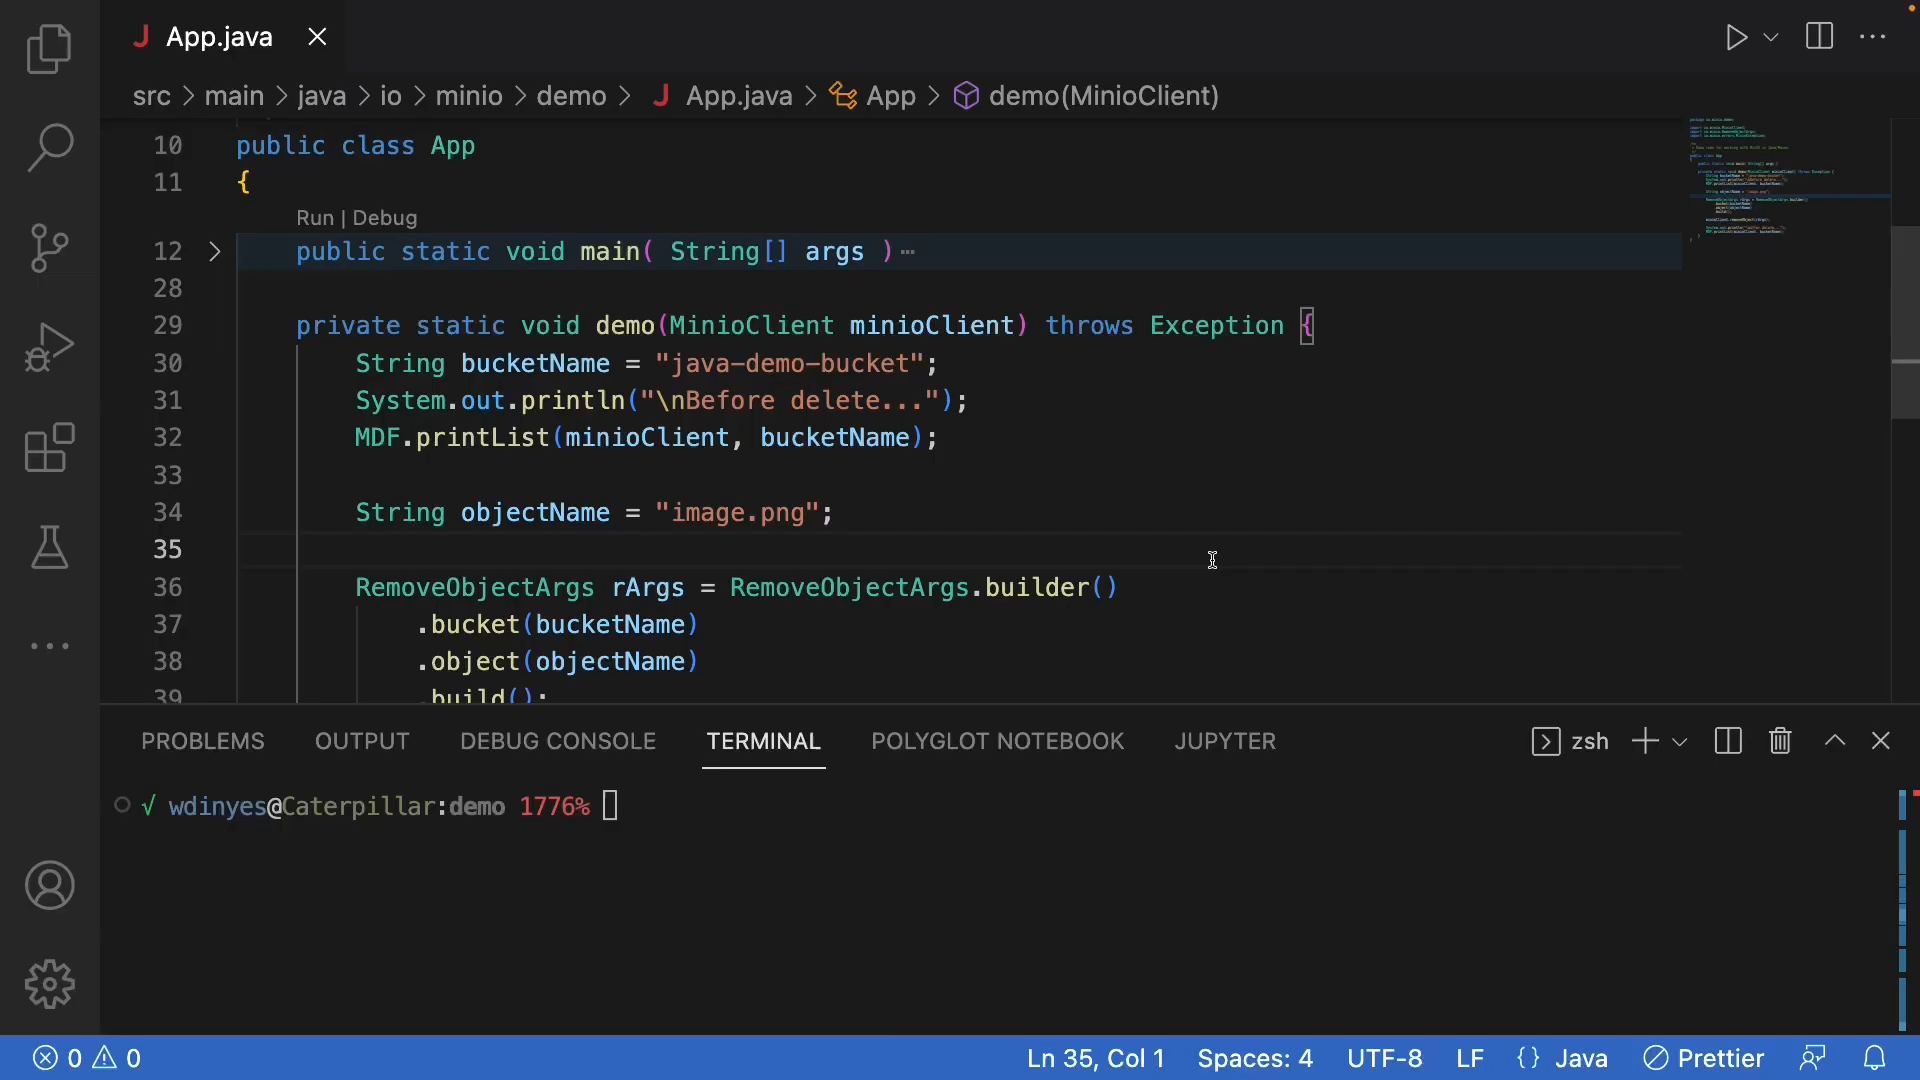 App.java
src > main > java > io > minio > demo > App.java > App > demo(MinioClient)
10 public class App
11 {
Run | Debug
12 public static void main( String[] args ) ⋯
28
29 private static void demo(MinioClient minioClient) throws Exception {
30 String bucketName = "java-demo-bucket";
31 System.out.println("\nBefore delete...");
32 MDF.printList(minioClient, bucketName);
33
34 String objectName = "image.png";
35
36 RemoveObjectArgs rArgs = RemoveObjectArgs.builder()
37 .bucket(bucketName)
38 .object(objectName)
39 .build();
PROBLEMS OUTPUT DEBUG CONSOLE TERMINAL POLYGLOT NOTEBOOK JUPYTER zsh
√ wdinyes@Caterpillar:demo 1776%
0 0 Ln 35, Col 1 Spaces: 4 UTF-8 LF {} Java Prettier